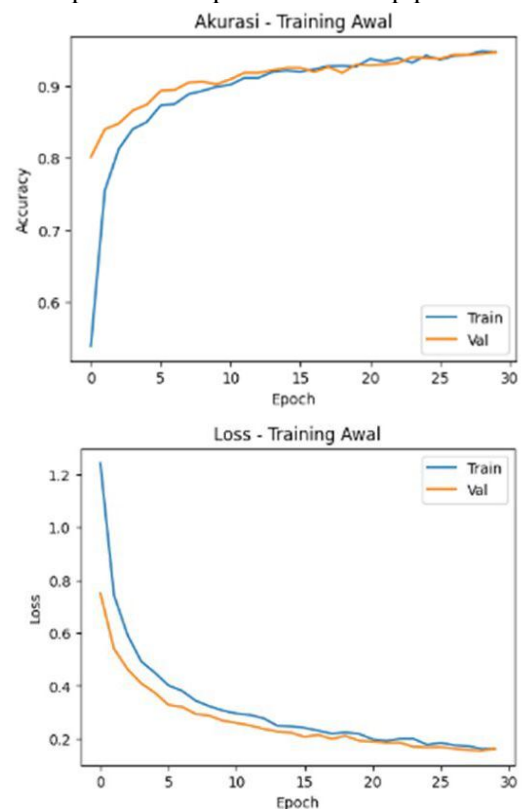 Akurasi - Training Awal
0.9
0.8
0.7
0.6
Accuracy
Train
Val
0 5 10 15 20 25 30
Epoch
Loss - Training Awal
1.2
1.0
0.8
0.6
0.4
0.2
Loss
Train
Val
0 5 10 15 20 25 30
Epoch